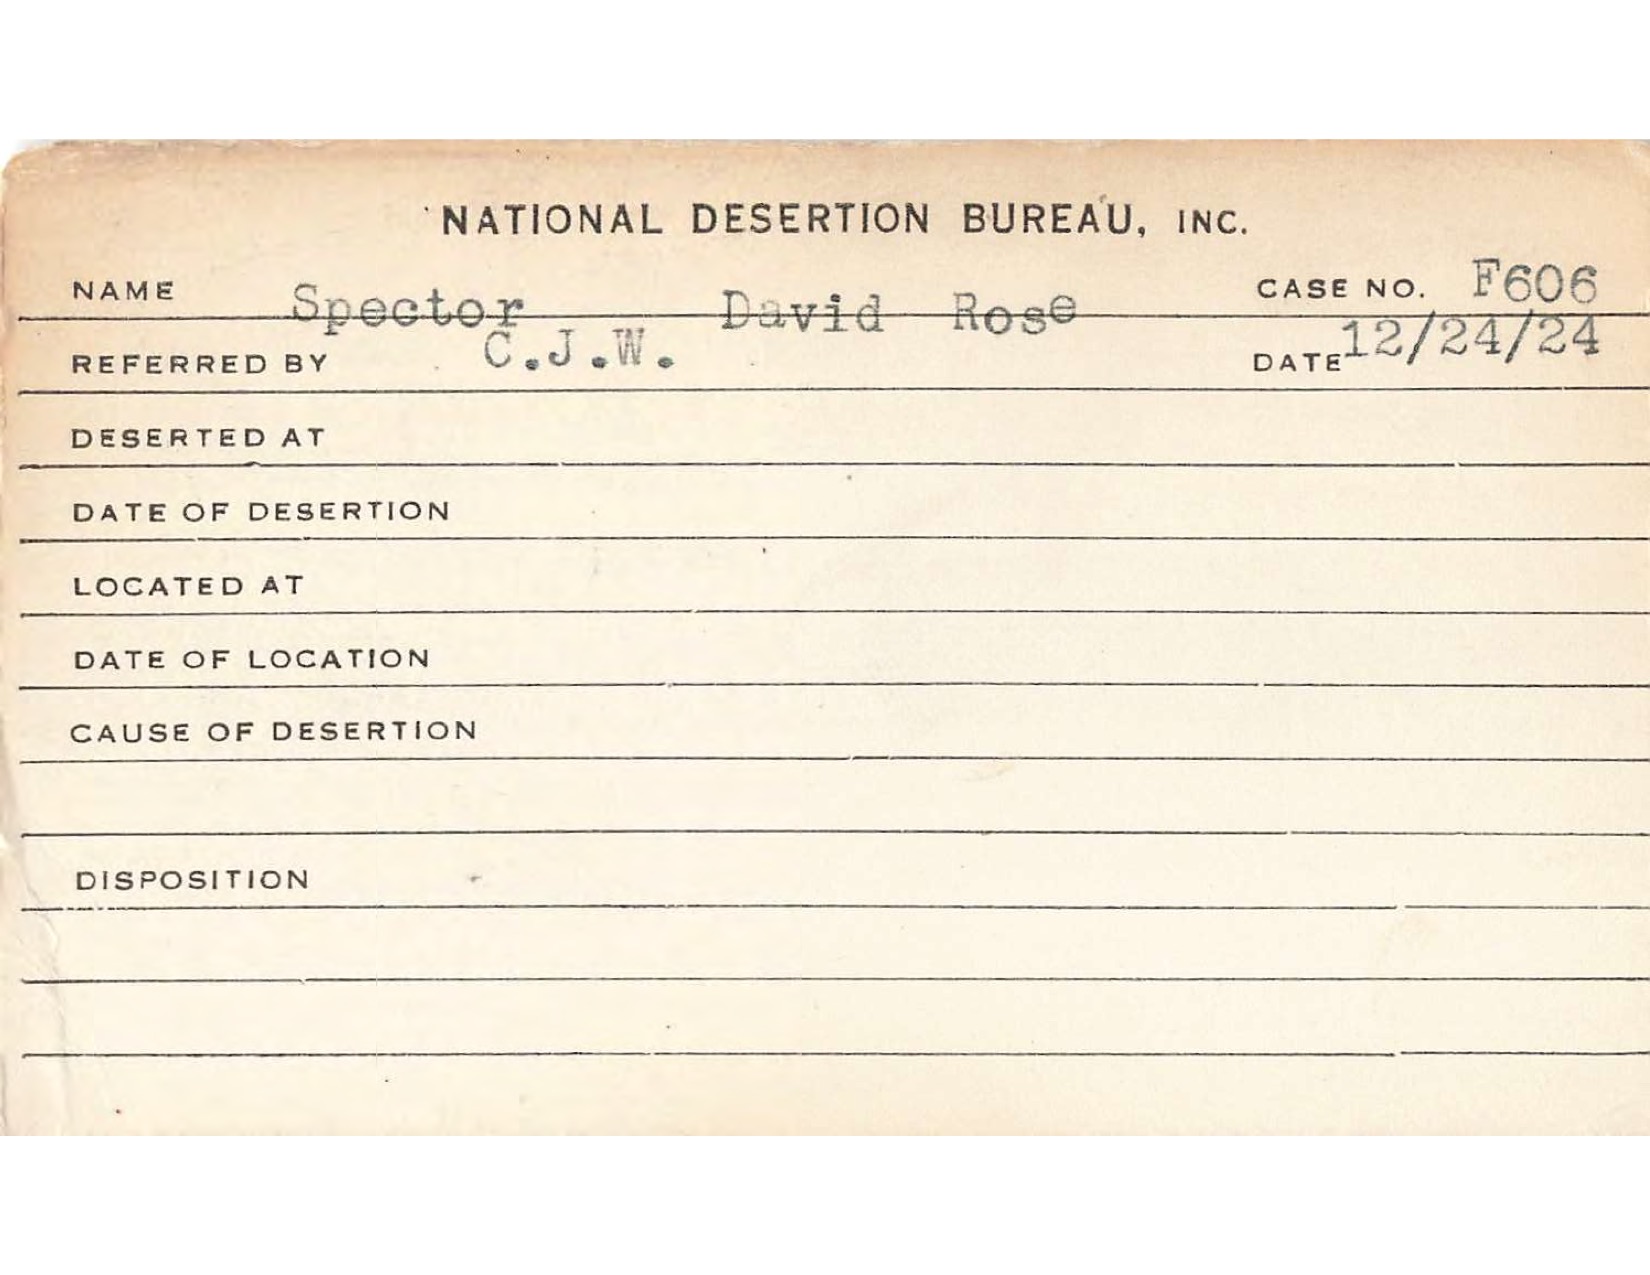 NATIONAL DESERTION BUREAU, INC.
NAME Spector David Rose CASE NO. F606
REFERRED BY C.J.W. DATE 12/24/24
DESERTED AT
DATE OF DESERTION
LOCATED AT
DATE OF LOCATION
CAUSE OF DESERTION
DISPOSITION